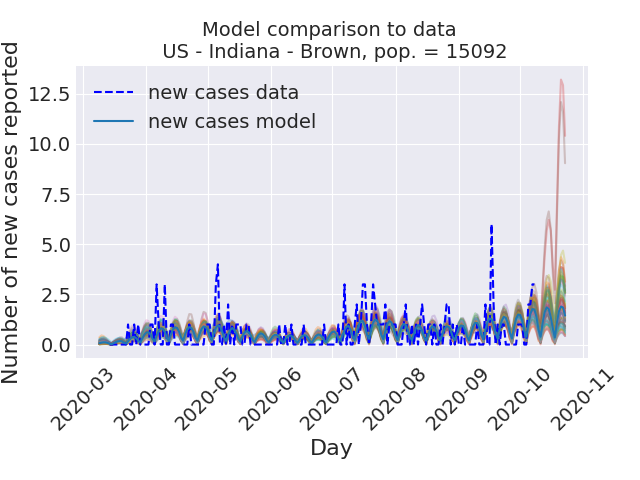 Model comparison to data
US - Indiana - Brown, pop. = 15092
Number of new cases reported
12.5
10.0
7.5
5.0
2.5
0.0
new cases data
new cases model
2020-03
2020-04
2020-05
2020-06
2020-07
2020-08
2020-09
2020-10
2020-11
Day